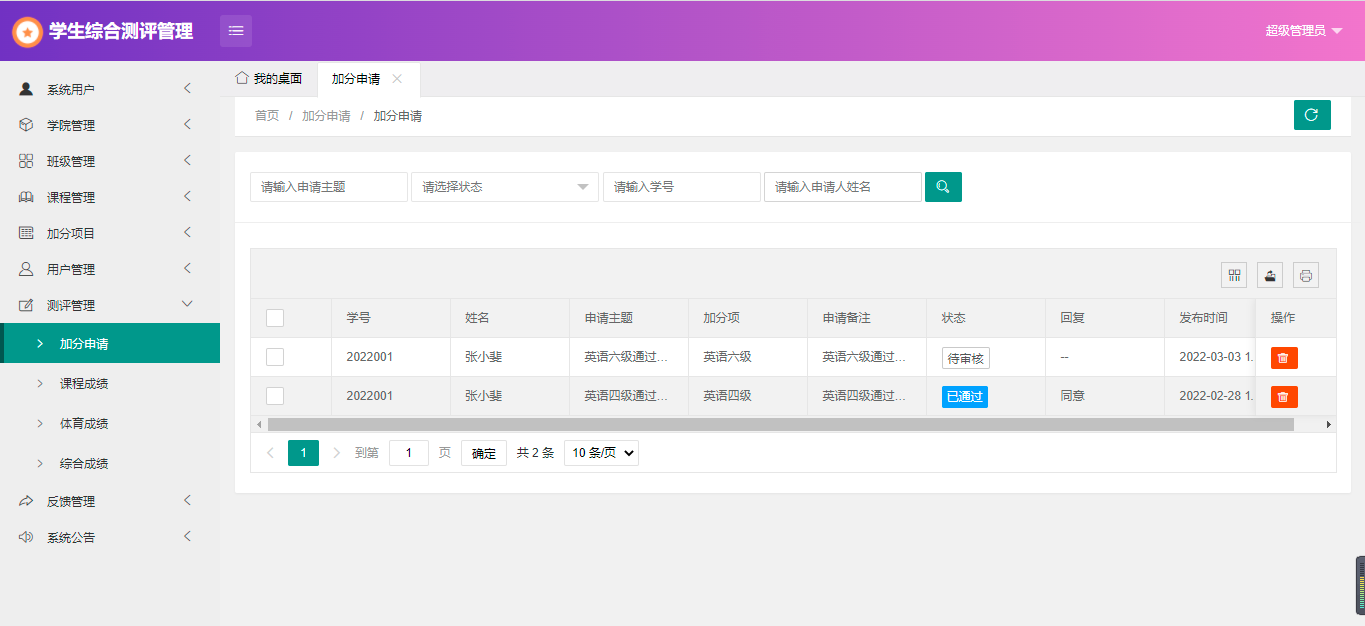 学生综合测评管理
超级管理员
系统用户
学院管理
班级管理
课程管理
加分项目
用户管理
测评管理
加分申请
课程成绩
体育成绩
综合成绩
反馈管理
系统公告
我的桌面 加分申请
首页 / 加分申请 / 加分申请
请输入申请主题 请选择状态 请输入学号 请输入申请人姓名
学号 姓名 申请主题 加分项 申请备注 状态 回复 发布时间 操作
2022001 张小斐 英语六级通过... 英语六级 英语六级通过... 待审核 -- 2022-03-03 1.
2022001 张小斐 英语四级通过... 英语四级 英语四级通过... 已通过 同意 2022-02-28 1.
1 到第 1 页 确定 共 2 条 10 条/页